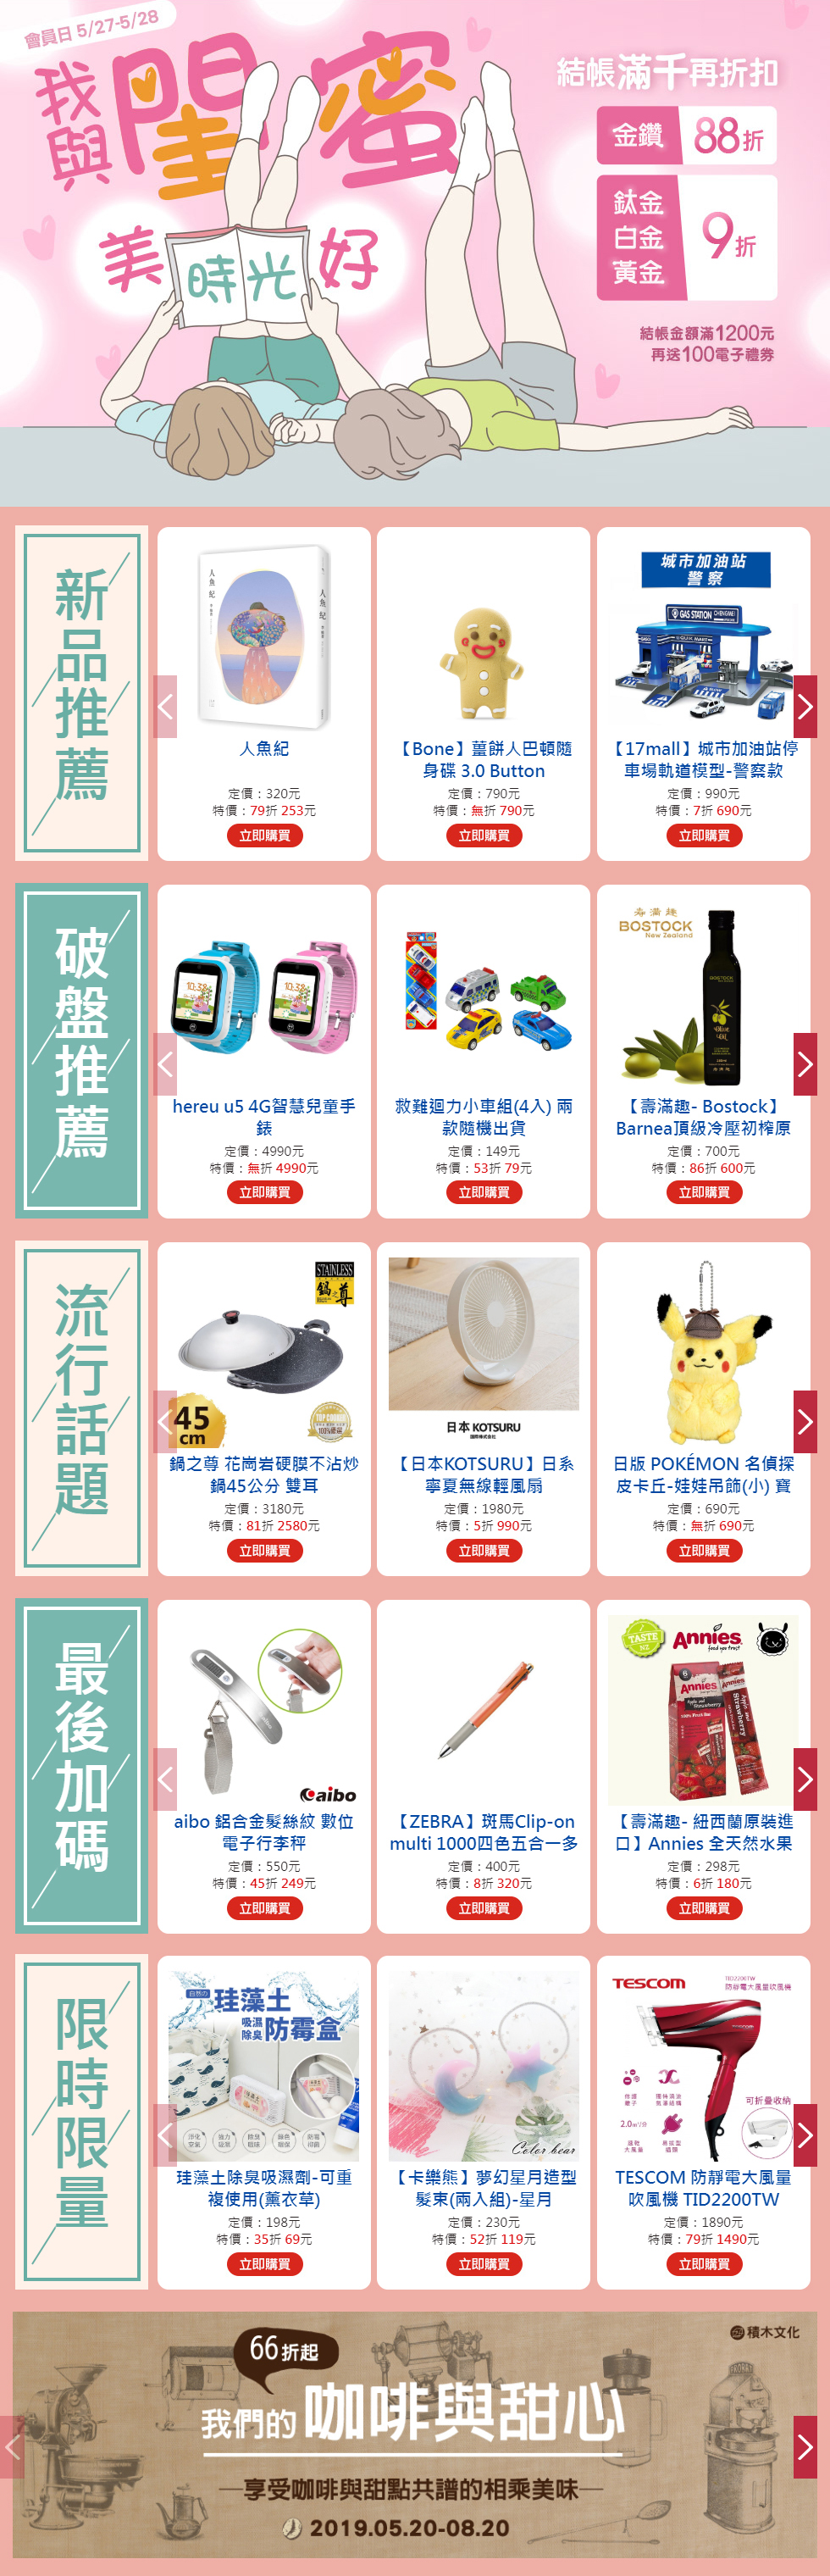 會員日 5/27-5/28
我與閨蜜
美時光好
結帳滿千再折扣
金鑽 88折
鈦金
白金
黃金
9折
結帳金額滿1200元
再送100電子禮券
新品推薦
人魚紀
人魚紀
人魚紀
定價：320元
特價：79折 253元
立即購買
【Bone】薑餅人巴頓隨
身碟 3.0 Button
定價：790元
特價：無折 790元
立即購買
城市加油站
警察
GAS STATION
【17mall】城市加油站停
車場軌道模型-警察款
定價：990元
特價：7折 690元
立即購買
破盤推薦
hereu u5 4G智慧兒童手
錶
定價：4990元
特價：無折 4990元
立即購買
救難迴力小車組(4入) 兩
款隨機出貨
定價：149元
特價：53折 79元
立即購買
壽滿趣
BOSTOCK
New Zealand
【壽滿趣- Bostock】
Barnea頂級冷壓初榨原
定價：700元
特價：86折 600元
立即購買
流行話題
STAINLESS
鍋之尊
45
cm
鍋之尊 花崗岩硬膜不沾炒
鍋45公分 雙耳
定價：3180元
特價：81折 2580元
立即購買
日本 KOTSURU
【日本KOTSURU】日系
寧夏無線輕風扇
定價：1980元
特價：5折 990元
立即購買
日版 POKÉMON 名偵探
皮卡丘-娃娃吊飾(小) 寶
定價：690元
特價：無折 690元
立即購買
最後加碼
aibo
aibo 鋁合金髮絲紋 數位
電子行李秤
定價：550元
特價：45折 249元
立即購買
【ZEBRA】斑馬Clip-on
multi 1000四色五合一多
定價：400元
特價：8折 320元
立即購買
TASTE
NZ
Annies
food you trust
Annies
Strawberry
【壽滿趣- 紐西蘭原裝進
口】Annies 全天然水果
定價：298元
特價：6折 180元
立即購買
限時限量
自然の 珪藻土
吸濕
除臭
防霉盒
珪藻土除臭吸濕劑-可重
複使用(薰衣草)
定價：198元
特價：35折 69元
立即購買
Color bear
【卡樂熊】夢幻星月造型
髮束(兩入組)-星月
定價：230元
特價：52折 119元
立即購買
TESCOM
TID2200TW
防靜電大風量吹風機
可折疊收納
TESCOM 防靜電大風量
吹風機 TID2200TW
定價：1890元
特價：79折 1490元
立即購買
積木文化
66折起
我們的咖啡與甜心
—享受咖啡與甜點共譜的相乘美味—
2019.05.20-08.20